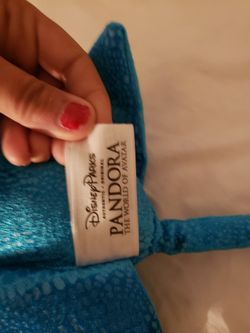 Disney Parks
AUTHENTIC / ORIGINAL
PANDORA
THE WORLD OF AVATAR